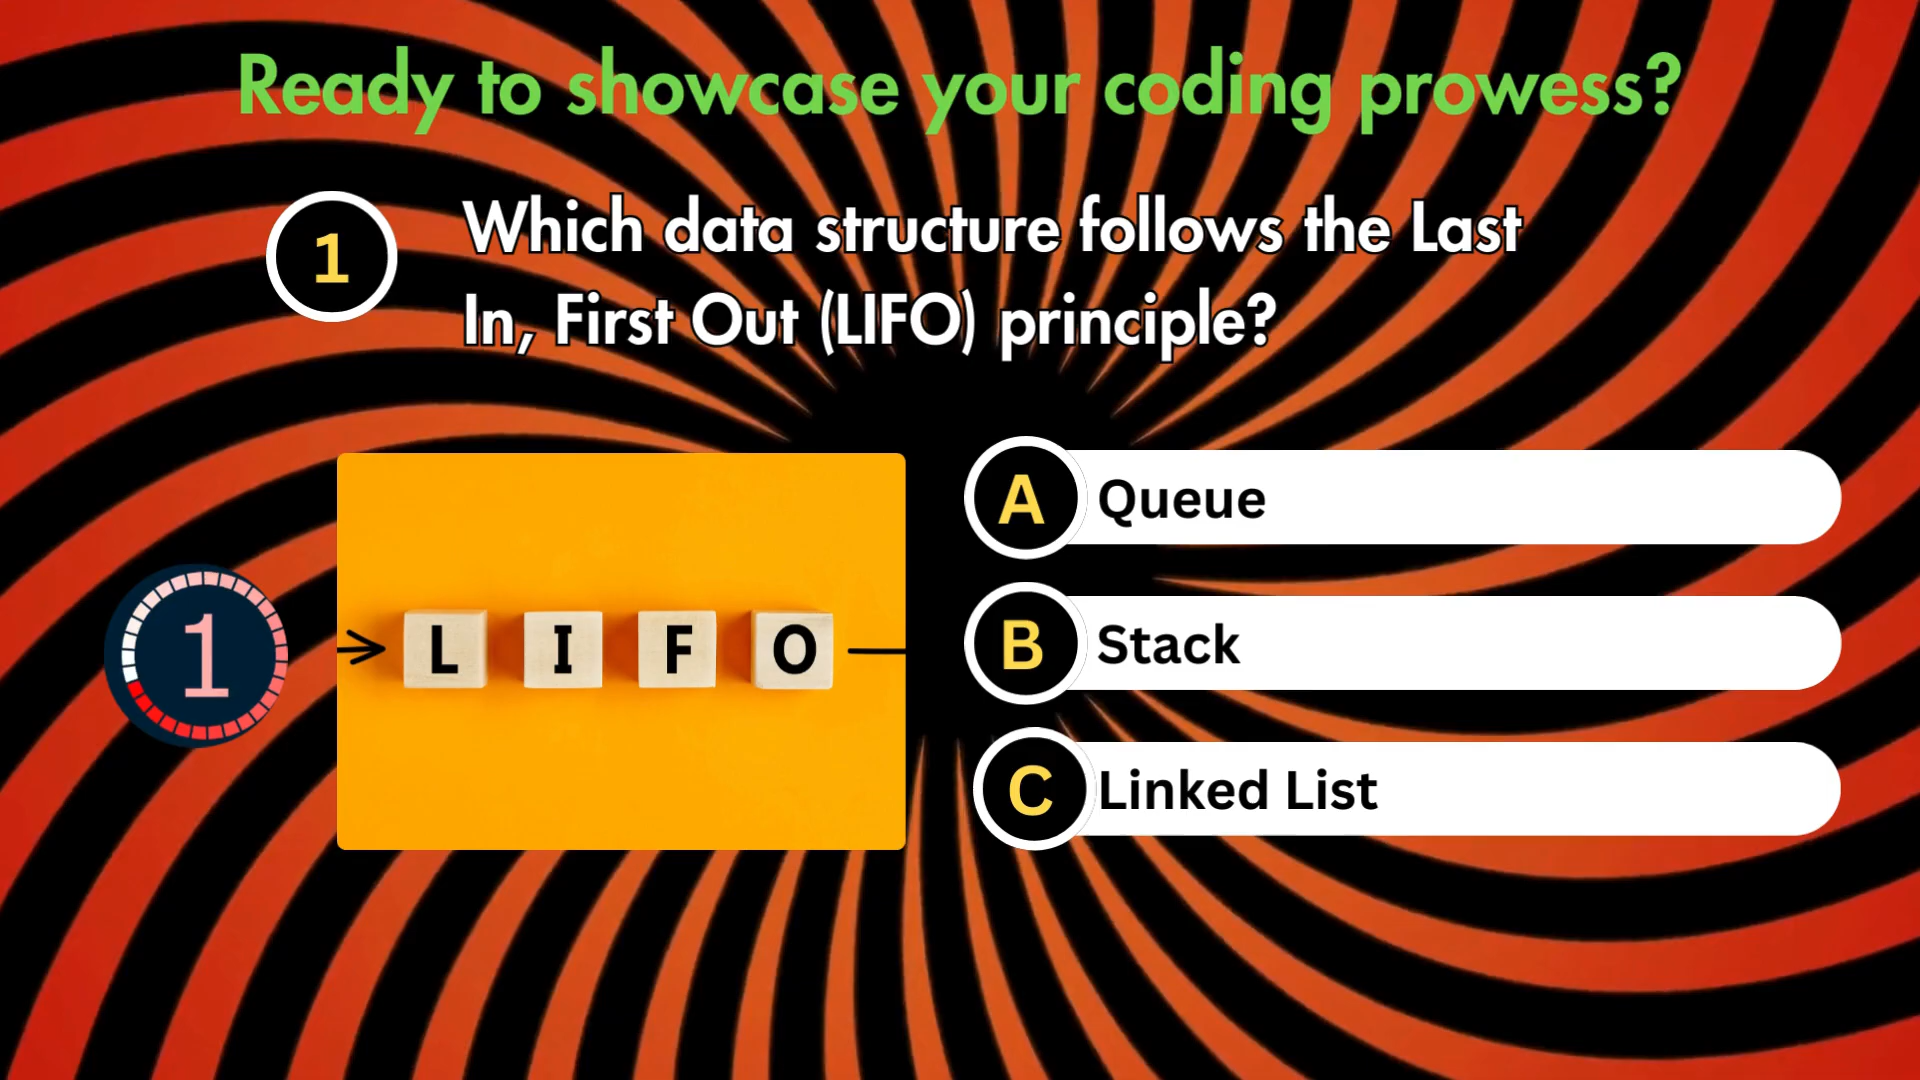 Ready to showcase your coding prowess?
1
Which data structure follows the Last
In, First Out (LIFO) principle?
1
L I F O
A Queue
B Stack
C Linked List